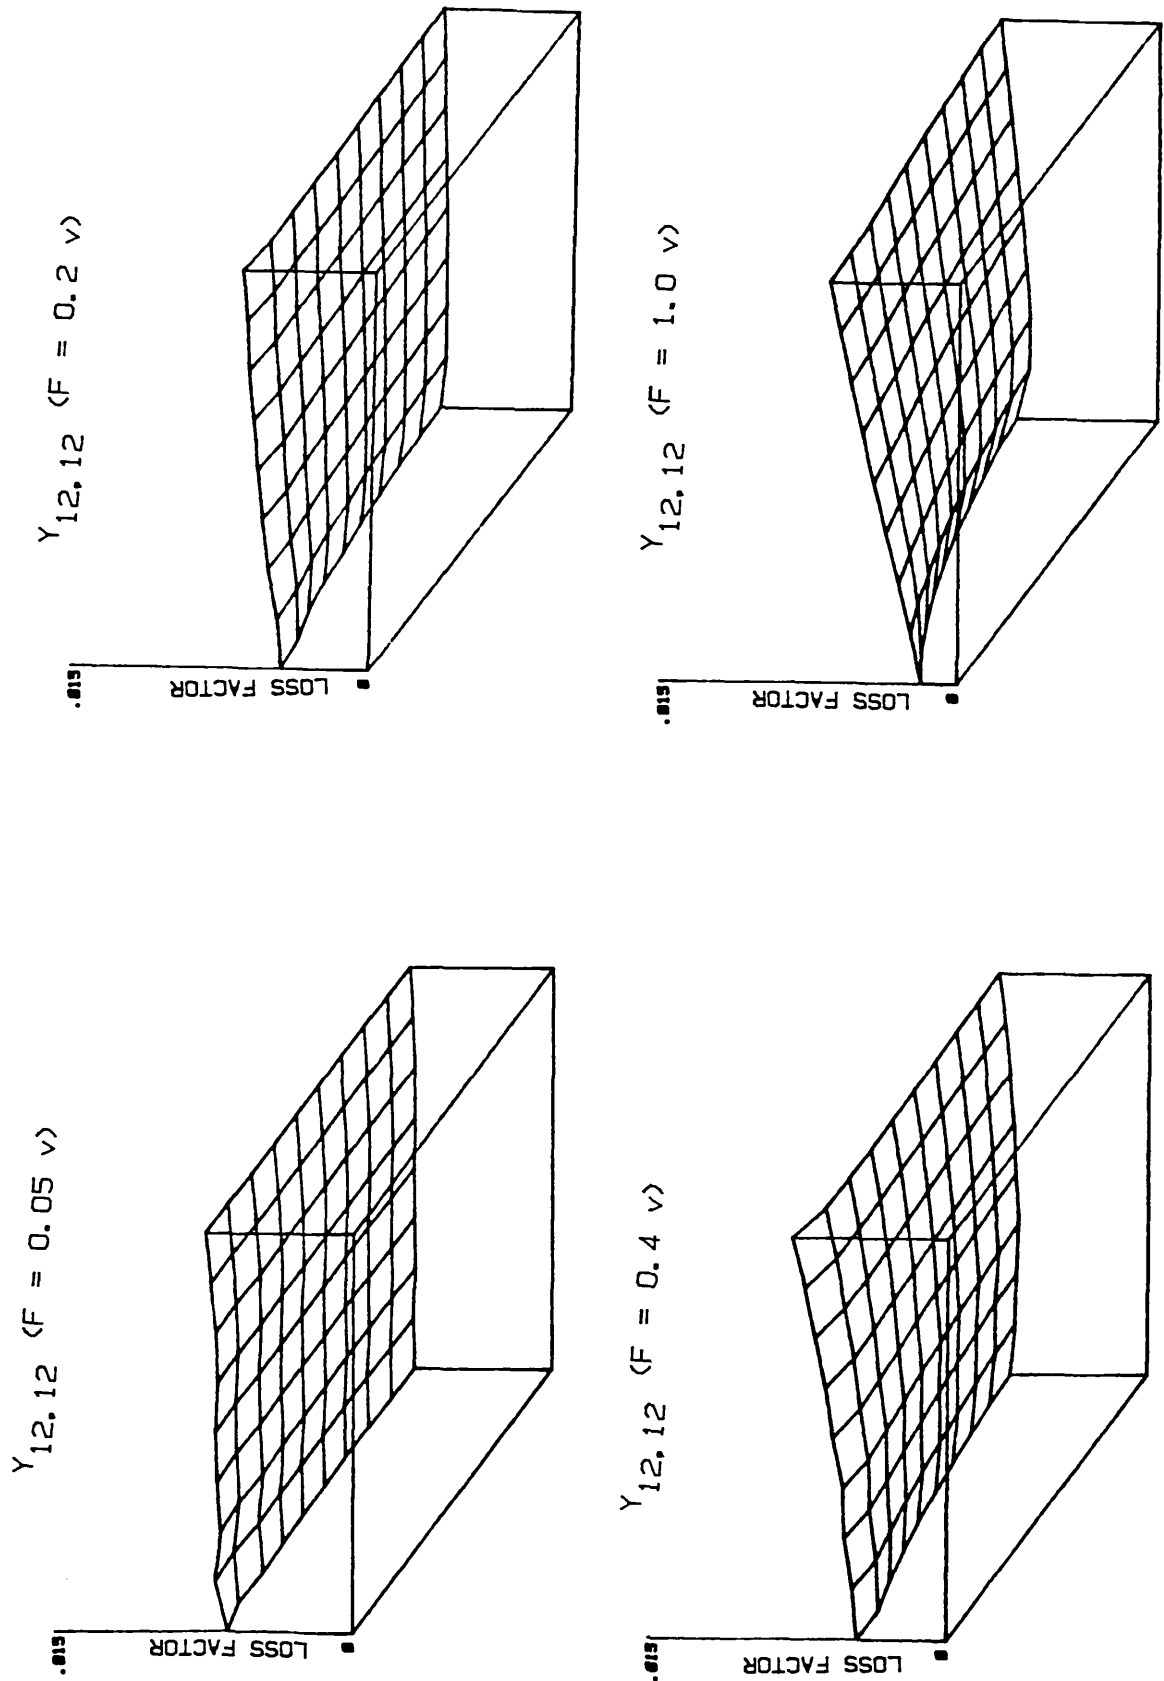 Y12,12 (F = 0.05 v)
.015
LOSS FACTOR
0
Y12,12 (F = 0.2 v)
.015
LOSS FACTOR
0
Y12,12 (F = 0.4 v)
.015
LOSS FACTOR
0
Y12,12 (F = 1.0 v)
.015
LOSS FACTOR
0